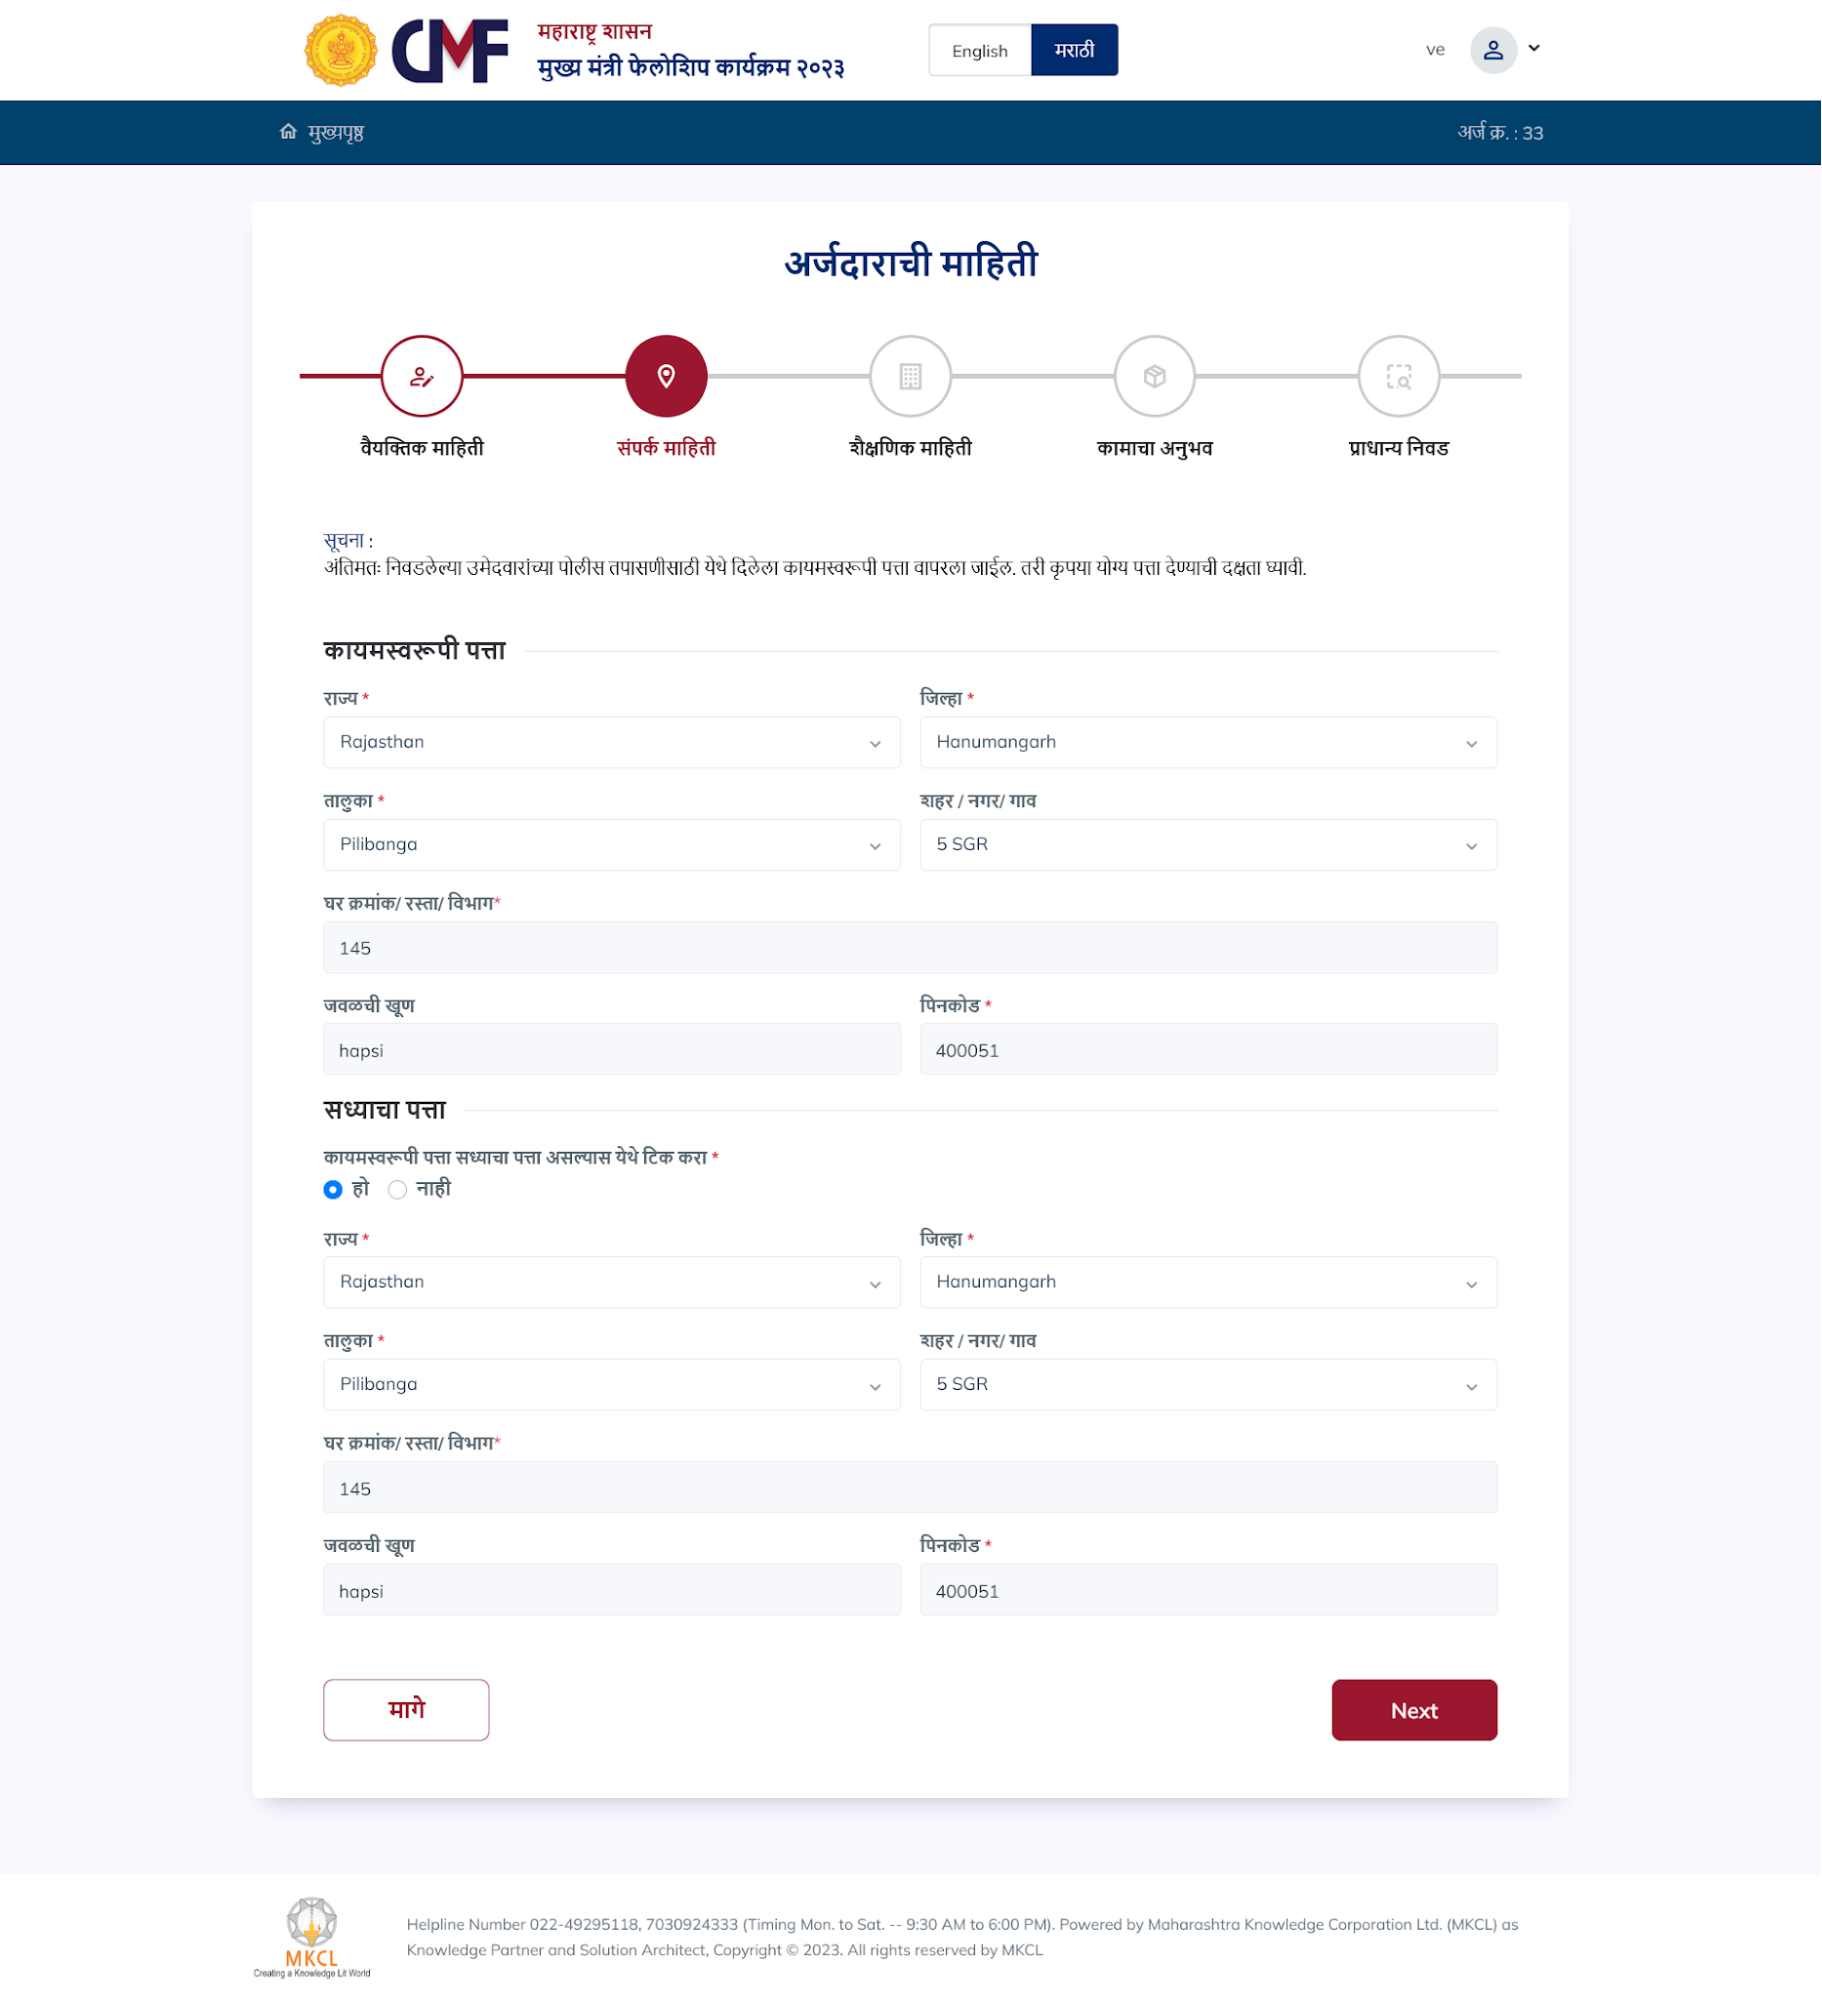 CMF
महाराष्ट्र शासन
मुख्य मंत्री फेलोशिप कार्यक्रम २०२३
English मराठी
ve
मुख्यपृष्ठ
अर्ज क्र. : 33
अर्जदाराची माहिती
वैयक्तिक माहिती संपर्क माहिती शैक्षणिक माहिती कामाचा अनुभव प्राधान्य निवड
सूचना :
अंतिमतः निवडलेल्या उमेदवारांच्या पोलीस तपासणीसाठी येथे दिलेला कायमस्वरूपी पत्ता वापरला जाईल. तरी कृपया योग्य पत्ता देण्याची दक्षता घ्यावी.
कायमस्वरूपी पत्ता
राज्य * जिल्हा *
Rajasthan Hanumangarh
तालुका * शहर / नगर/ गाव
Pilibanga 5 SGR
घर क्रमांक/ रस्ता/ विभाग*
145
जवळची खूण पिनकोड *
hapsi 400051
सध्याचा पत्ता
कायमस्वरूपी पत्ता सध्याचा पत्ता असल्यास येथे टिक करा *
हो नाही
राज्य * जिल्हा *
Rajasthan Hanumangarh
तालुका * शहर / नगर/ गाव
Pilibanga 5 SGR
घर क्रमांक/ रस्ता/ विभाग*
145
जवळची खूण पिनकोड *
hapsi 400051
मागे Next
MKCL
Creating a Knowledge Lit World
Helpline Number 022-49295118, 7030924333 (Timing Mon. to Sat. -- 9:30 AM to 6:00 PM). Powered by Maharashtra Knowledge Corporation Ltd. (MKCL) as
Knowledge Partner and Solution Architect, Copyright © 2023. All rights reserved by MKCL